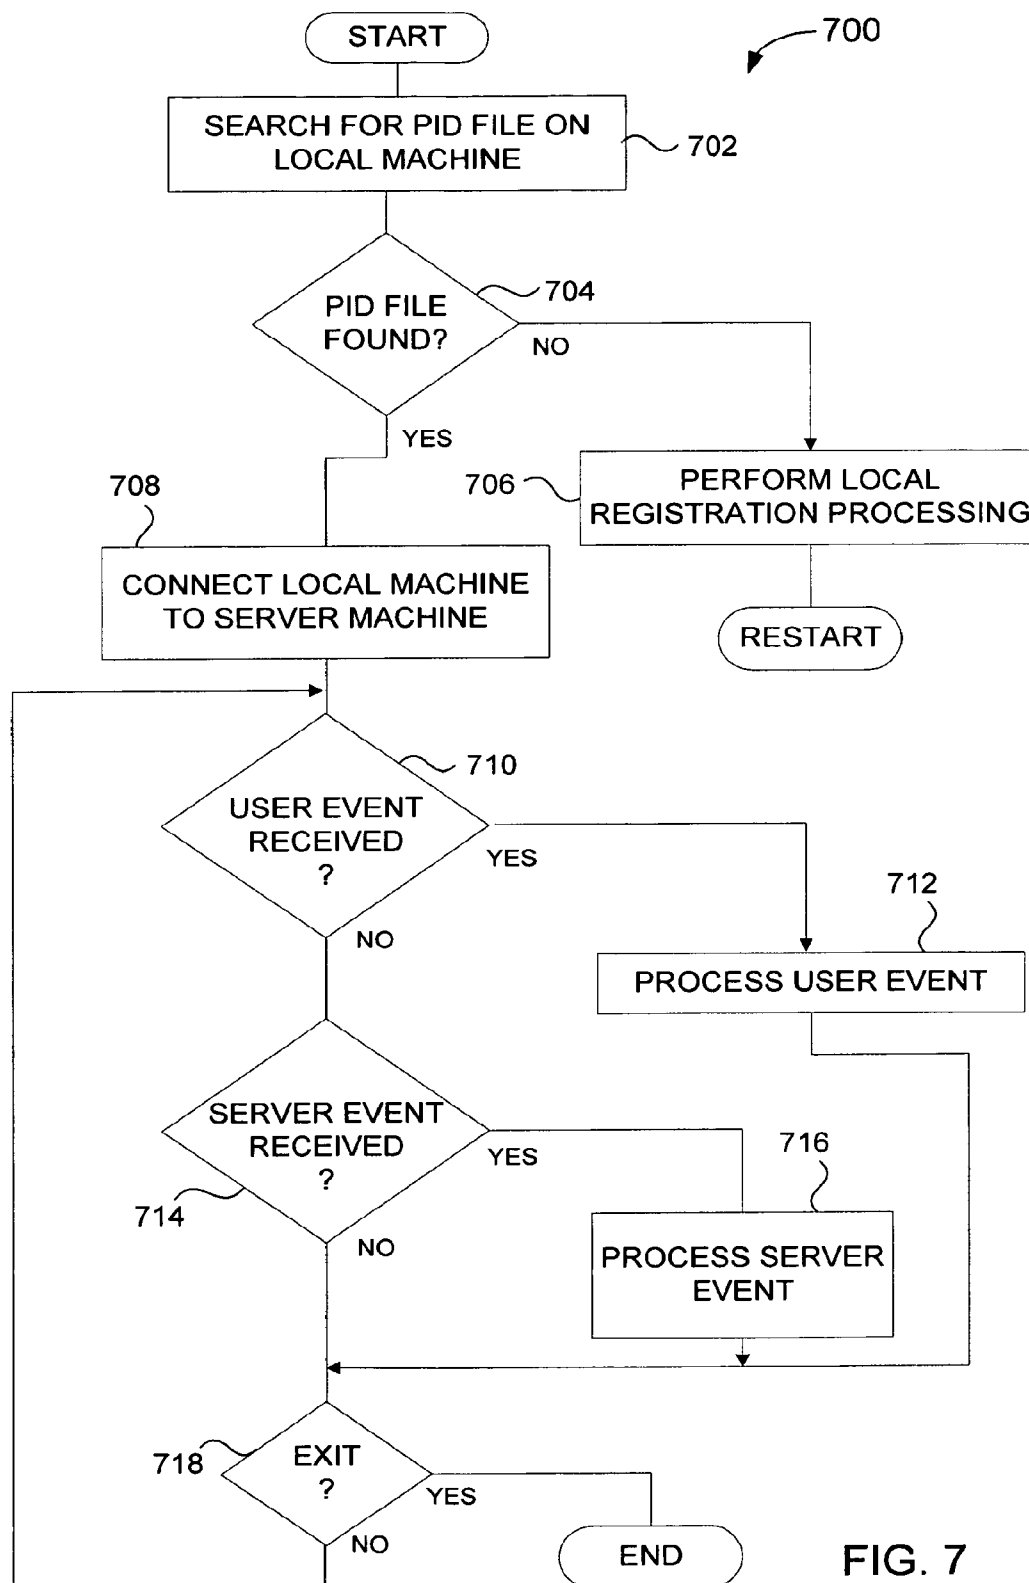 START
700
SEARCH FOR PID FILE ON
LOCAL MACHINE
702
PID FILE
FOUND?
704
NO
YES
708
706
PERFORM LOCAL
REGISTRATION PROCESSING
CONNECT LOCAL MACHINE
TO SERVER MACHINE
RESTART
710
USER EVENT
RECEIVED
?
YES
712
NO
PROCESS USER EVENT
SERVER EVENT
RECEIVED
?
YES
716
714
NO
PROCESS SERVER
EVENT
718
EXIT
?
YES
NO
END
FIG. 7